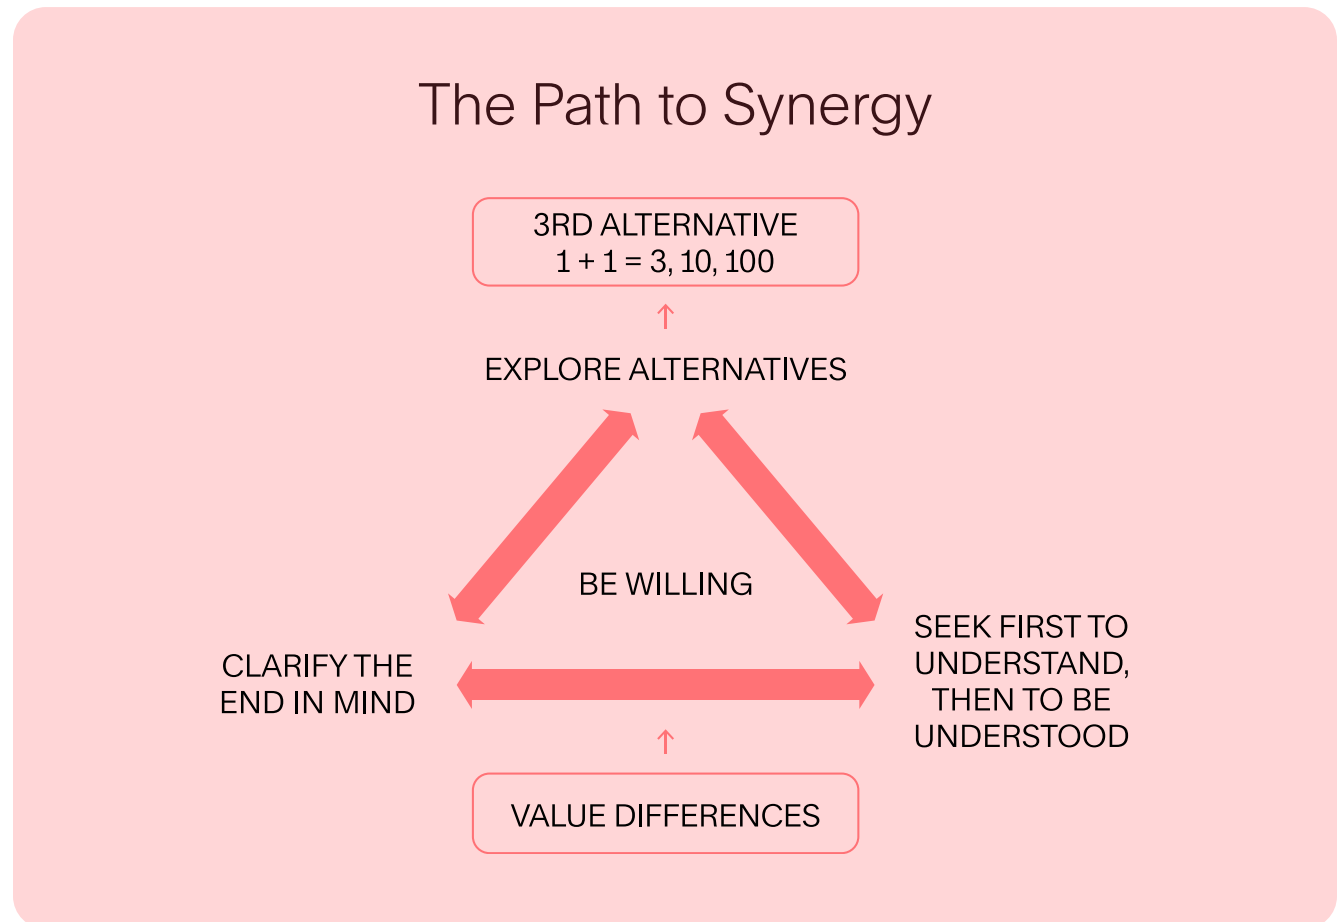 The Path to Synergy
3RD ALTERNATIVE
1 + 1 = 3, 10, 100
↑
EXPLORE ALTERNATIVES
BE WILLING
CLARIFY THE
END IN MIND
SEEK FIRST TO
UNDERSTAND,
THEN TO BE
UNDERSTOOD
↑
VALUE DIFFERENCES